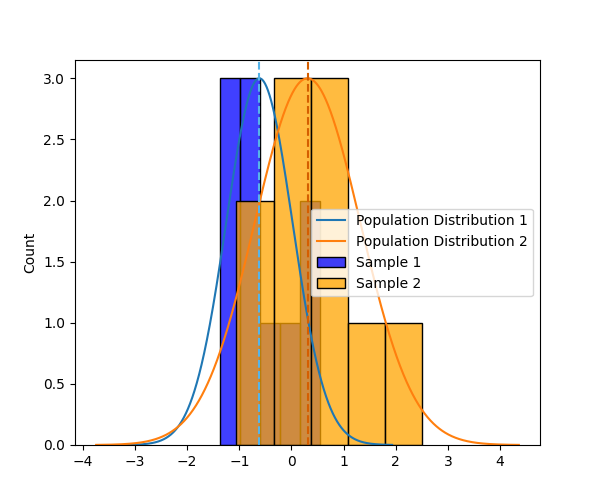 3.0
2.5
2.0
1.5
1.0
0.5
0.0
Count
Population Distribution 1
Population Distribution 2
Sample 1
Sample 2
−4 −3 −2 −1 0 1 2 3 4